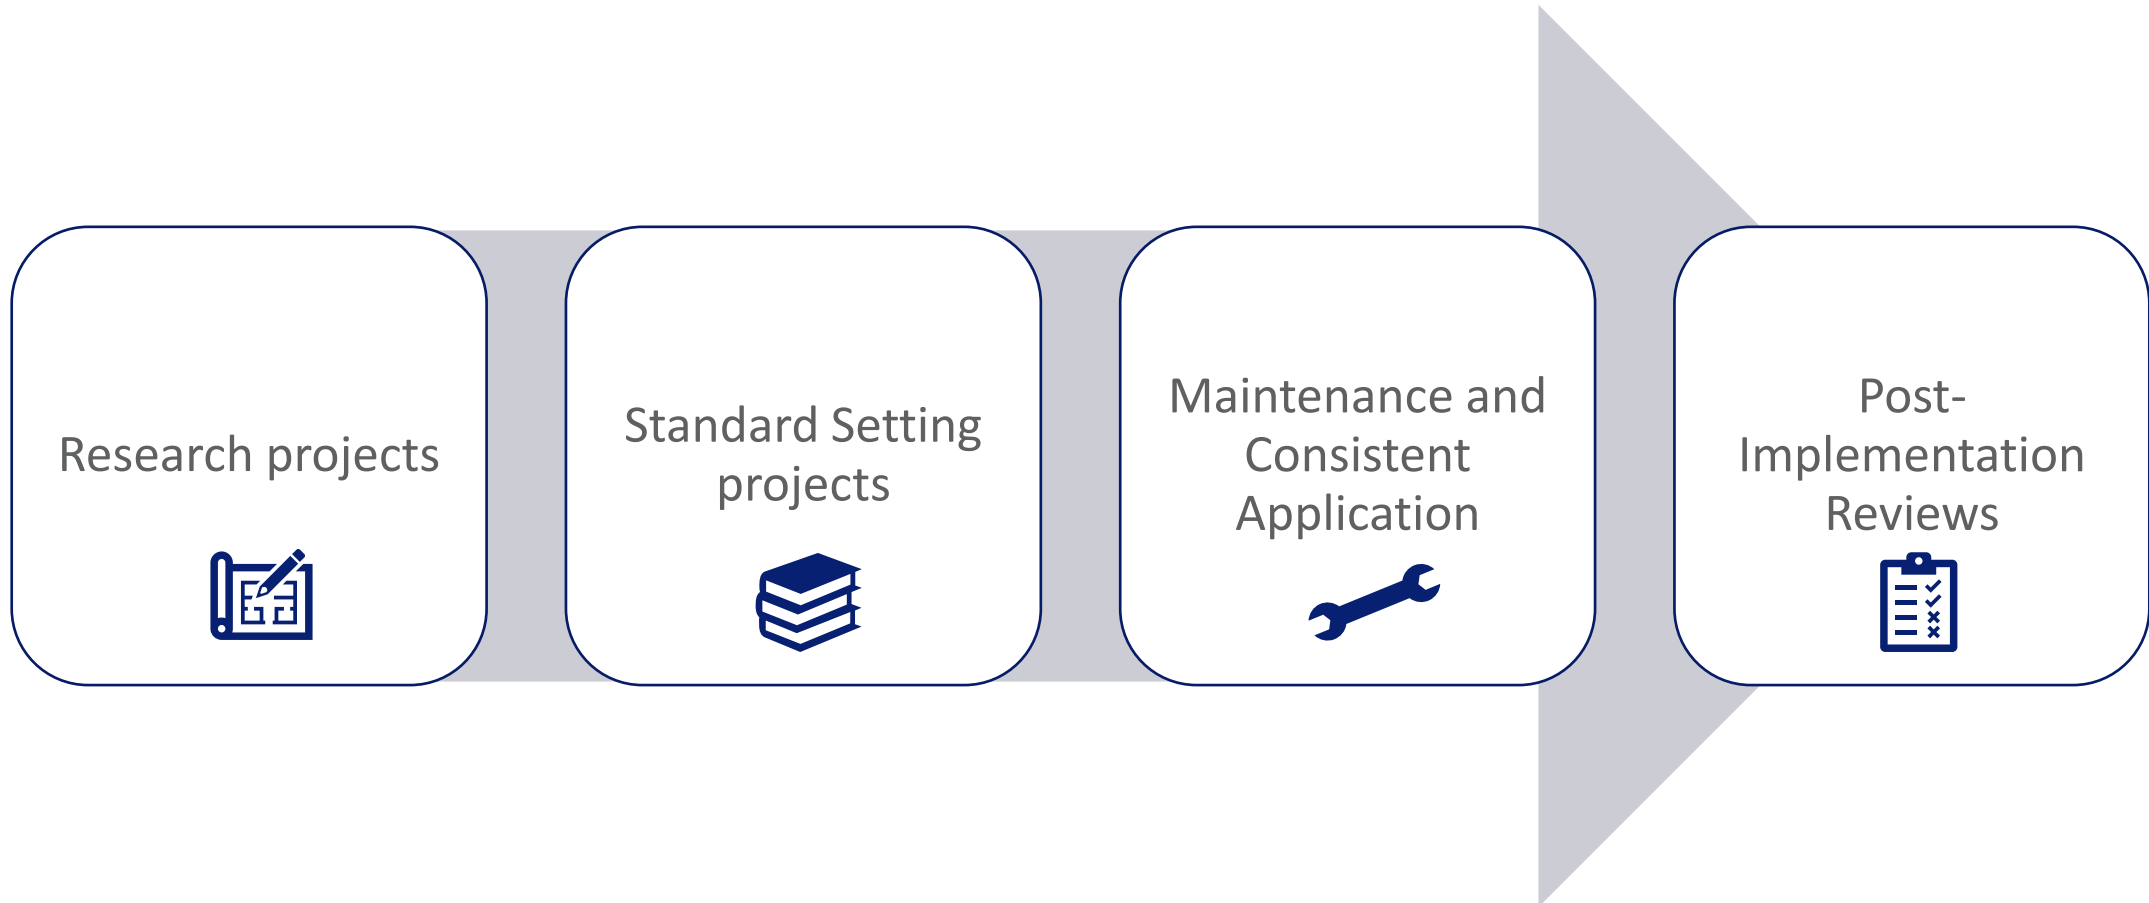 Research projects
Standard Setting
projects
Maintenance and
Consistent
Application
Post-
Implementation
Reviews